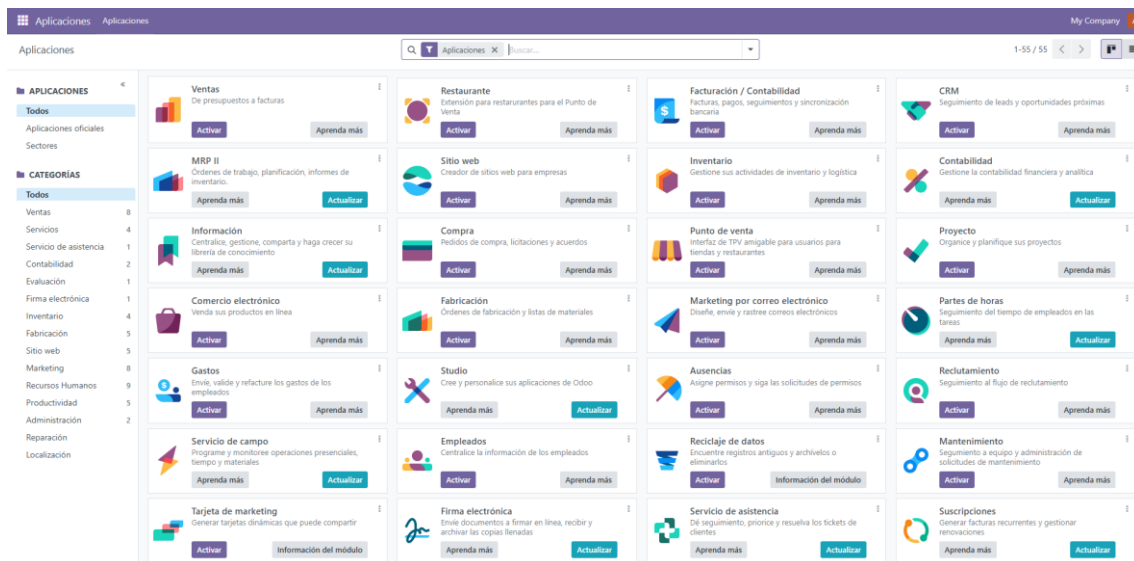 Aplicaciones Aplicaciones My Company
Aplicaciones Aplicaciones × Buscar... 1-55 / 55
APLICACIONES
Todos
Aplicaciones oficiales
Sectores
CATEGORÍAS
Todos
Ventas 8
Servicios 4
Servicio de asistencia 1
Contabilidad 2
Evaluación 1
Firma electrónica 1
Inventario 4
Fabricación 5
Sitio web 5
Marketing 8
Recursos Humanos 9
Productividad 5
Administración 2
Reparación
Localización
Ventas
De presupuestos a facturas
Activar Aprenda más
Restaurante
Extensión para restaurantes para el Punto de
Venta
Activar Aprenda más
Facturación / Contabilidad
Facturas, pagos, seguimientos y sincronización
bancaria
Activar Aprenda más
CRM
Seguimiento de leads y oportunidades próximas
Activar Aprenda más
MRP II
Órdenes de trabajo, planificación, informes de
inventario..
Aprenda más Actualizar
Sitio web
Creador de sitios web para empresas
Activar Aprenda más
Inventario
Gestione sus actividades de inventario y logística
Activar Aprenda más
Contabilidad
Gestione la contabilidad financiera y analítica
Aprenda más Actualizar
Información
Centralice, gestione, comparta y haga crecer su
librería de conocimiento
Aprenda más Actualizar
Compra
Pedidos de compra, licitaciones y acuerdos
Activar Aprenda más
Punto de venta
Interfaz de TPV amigable para usuarios para
tiendas y restaurantes
Activar Aprenda más
Proyecto
Organice y planifique sus proyectos
Activar Aprenda más
Comercio electrónico
Venda sus productos en línea
Activar Aprenda más
Fabricación
Órdenes de fabricación y listas de materiales
Activar Aprenda más
Marketing por correo electrónico
Diseñe, envíe y rastree correos electrónicos
Activar Aprenda más
Partes de horas
Seguimiento del tiempo de empleados en las
tareas
Aprenda más Actualizar
Gastos
Envíe, valide y refacture los gastos de los
empleados
Activar Aprenda más
Studio
Cree y personalice sus aplicaciones de Odoo
Aprenda más Actualizar
Ausencias
Asigne permisos y siga las solicitudes de permisos
Activar Aprenda más
Reclutamiento
Seguimiento al flujo de reclutamiento
Activar Aprenda más
Servicio de campo
Programe y monitoree operaciones presenciales,
tiempo y materiales
Aprenda más Actualizar
Empleados
Centralice la información de los empleados
Activar Aprenda más
Reciclaje de datos
Encuentre registros antiguos y archívelos o
elimínarlos
Activar Información del módulo
Mantenimiento
Seguimiento a equipo y administración de
solicitudes de mantenimiento
Activar Aprenda más
Tarjeta de marketing
Generar tarjetas dinámicas que puede compartir
Activar Información del módulo
Firma electrónica
Envíe documentos a firmar en línea, recibir y
archivar las copias llenadas
Aprenda más Actualizar
Servicio de asistencia
Dé seguimiento, priorice y resuelva los tickets de
clientes
Aprenda más Actualizar
Suscripciones
Generar facturas recurrentes y gestionar
renovaciones
Aprenda más Actualizar